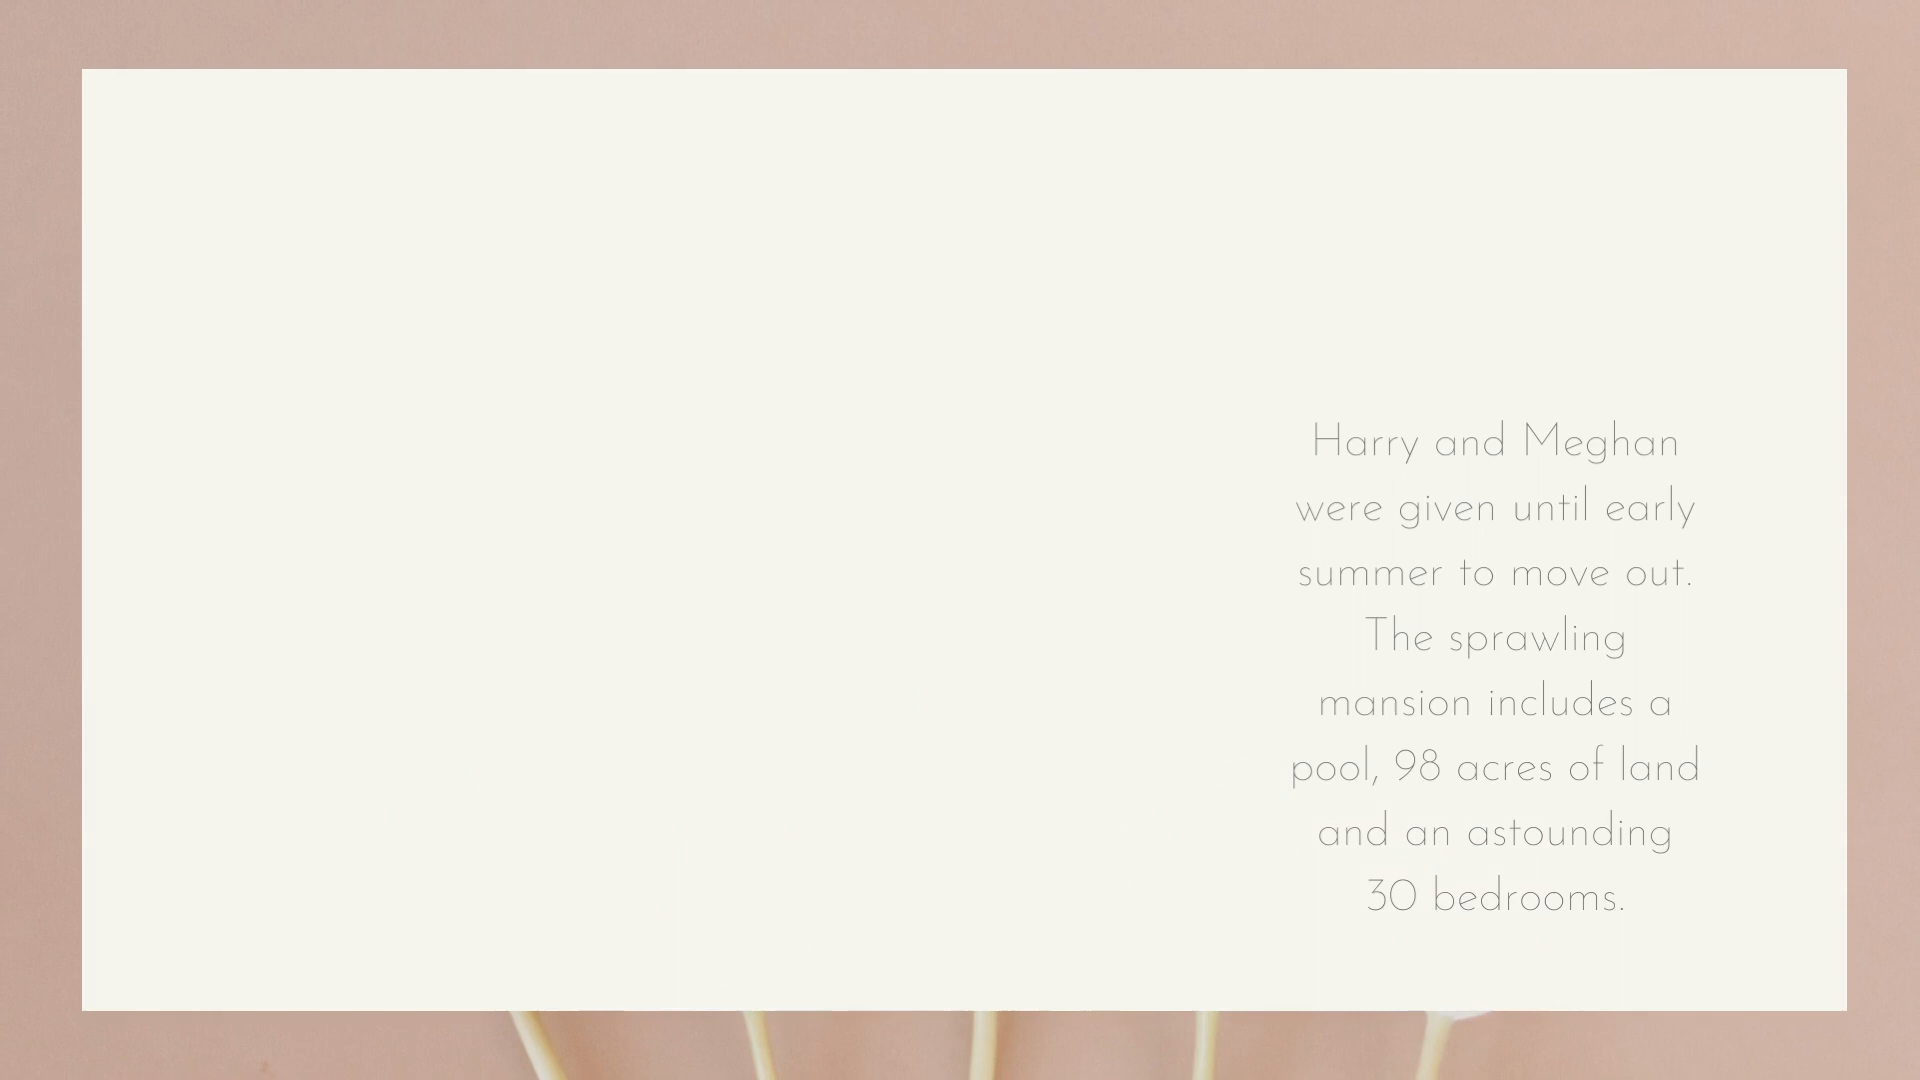 Harry and Meghan
were given until early
summer to move out.
The sprawling
mansion includes a
pool, 98 acres of land
and an astounding
30 bedrooms.